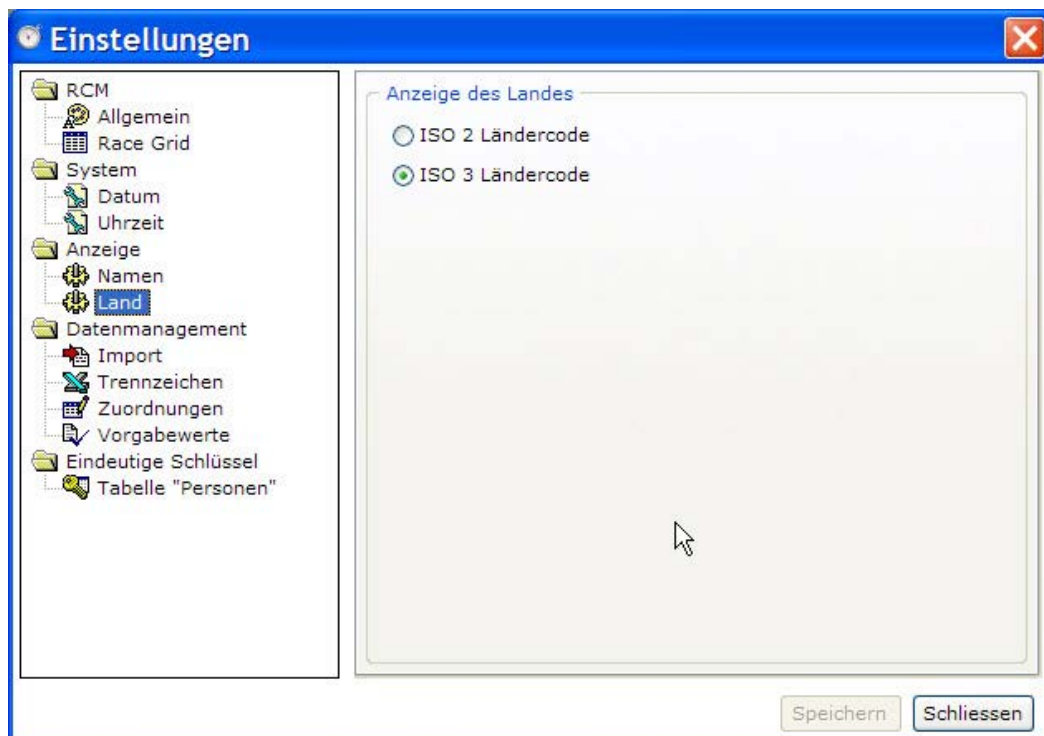 Einstellungen
RCM
Allgemein
Race Grid
System
Datum
Uhrzeit
Anzeige
Namen
Land
Datenmanagement
Import
Trennzeichen
Zuordnungen
Vorgabewerte
Eindeutige Schlüssel
Tabelle "Personen"
Anzeige des Landes
ISO 2 Ländercode
ISO 3 Ländercode
Speichern
Schliessen